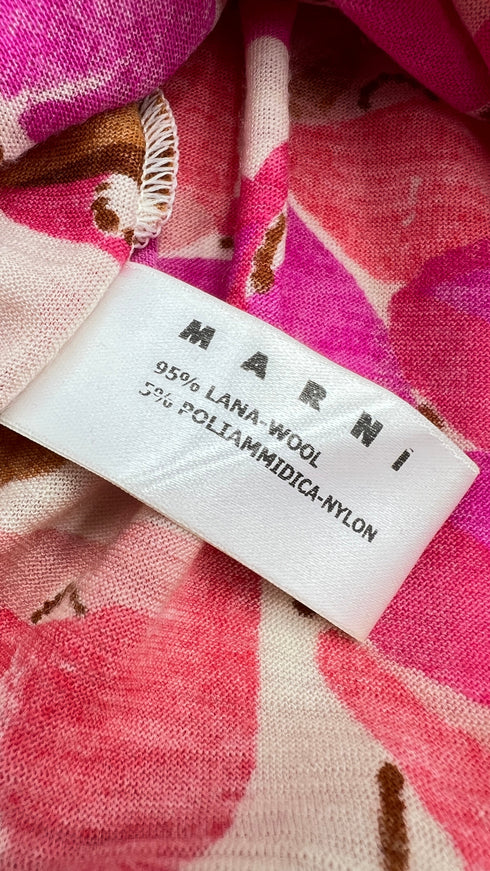 MARNI
95% LANA-WOOL
5% POLIAMMIDICA-NYLON